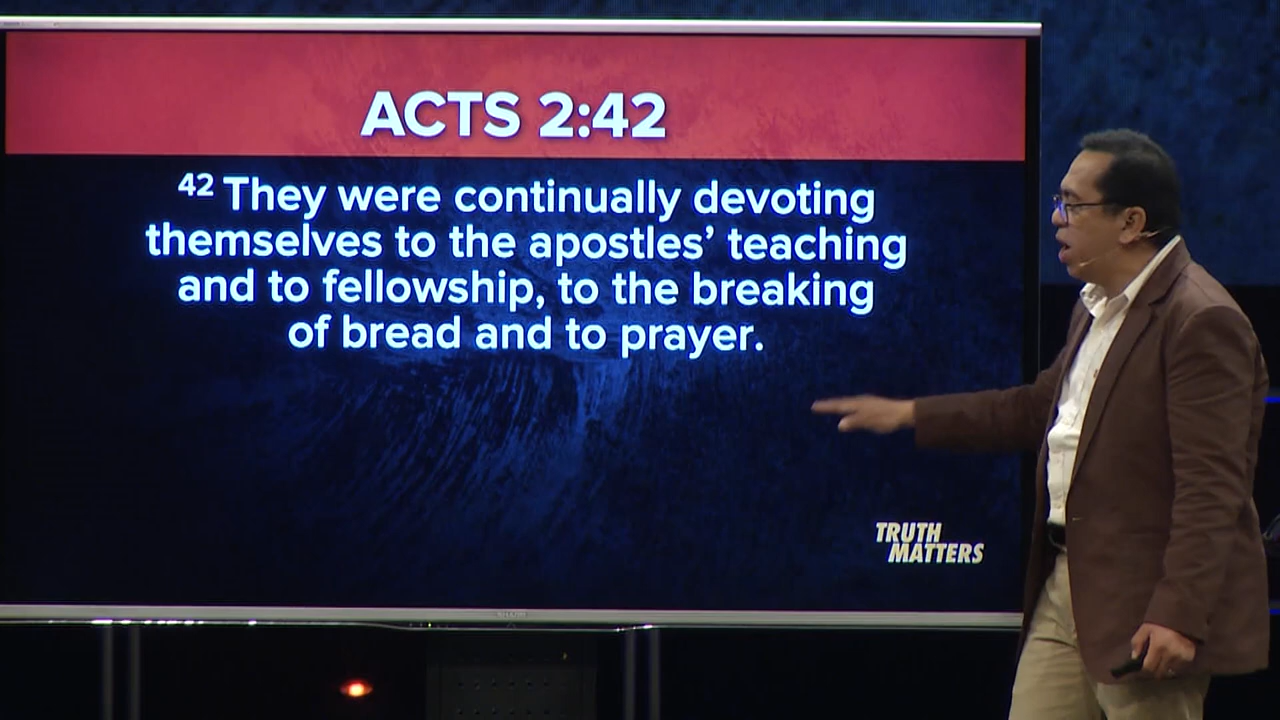 ACTS 2:42
42 They were continually devoting
themselves to the apostles’ teaching
and to fellowship, to the breaking
of bread and to prayer.
TRUTH
MATTERS